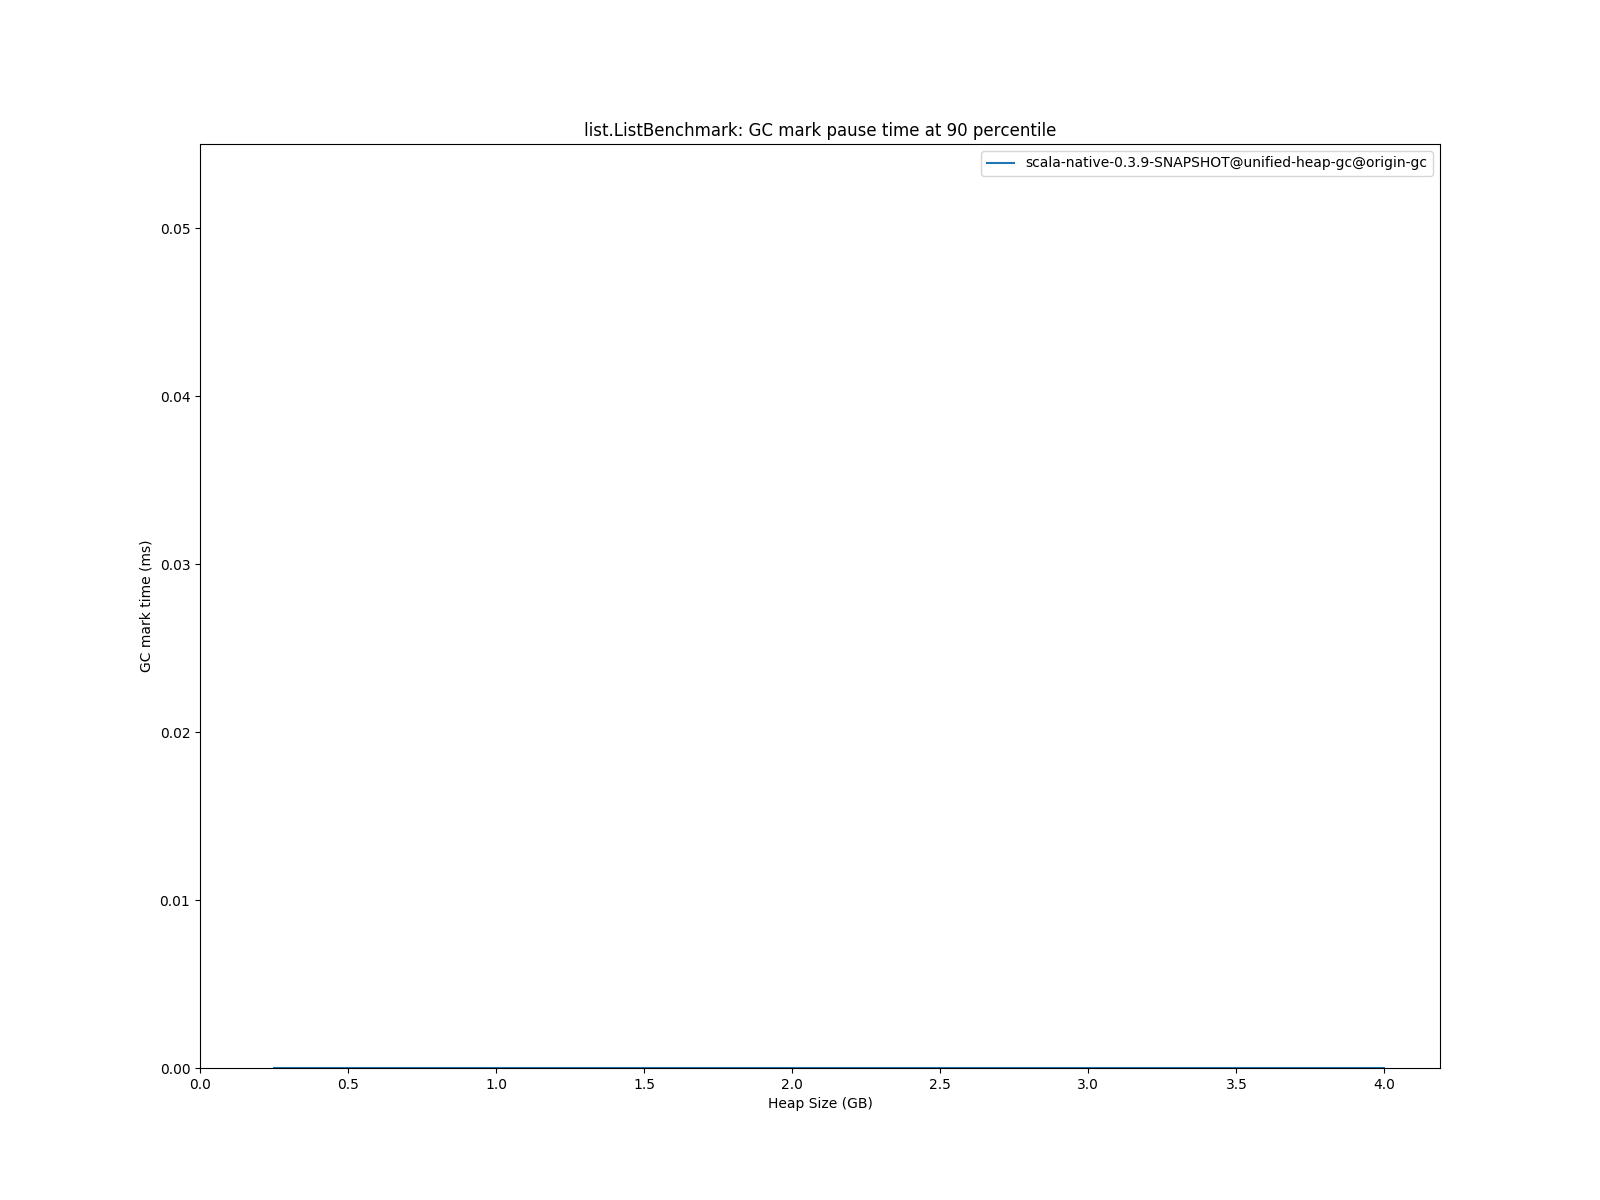 list.ListBenchmark: GC mark pause time at 90 percentile
scala-native-0.3.9-SNAPSHOT@unified-heap-gc@origin-gc
0.05
0.04
0.03
0.02
0.01
0.00
GC mark time (ms)
0.0 0.5 1.0 1.5 2.0 2.5 3.0 3.5 4.0
Heap Size (GB)